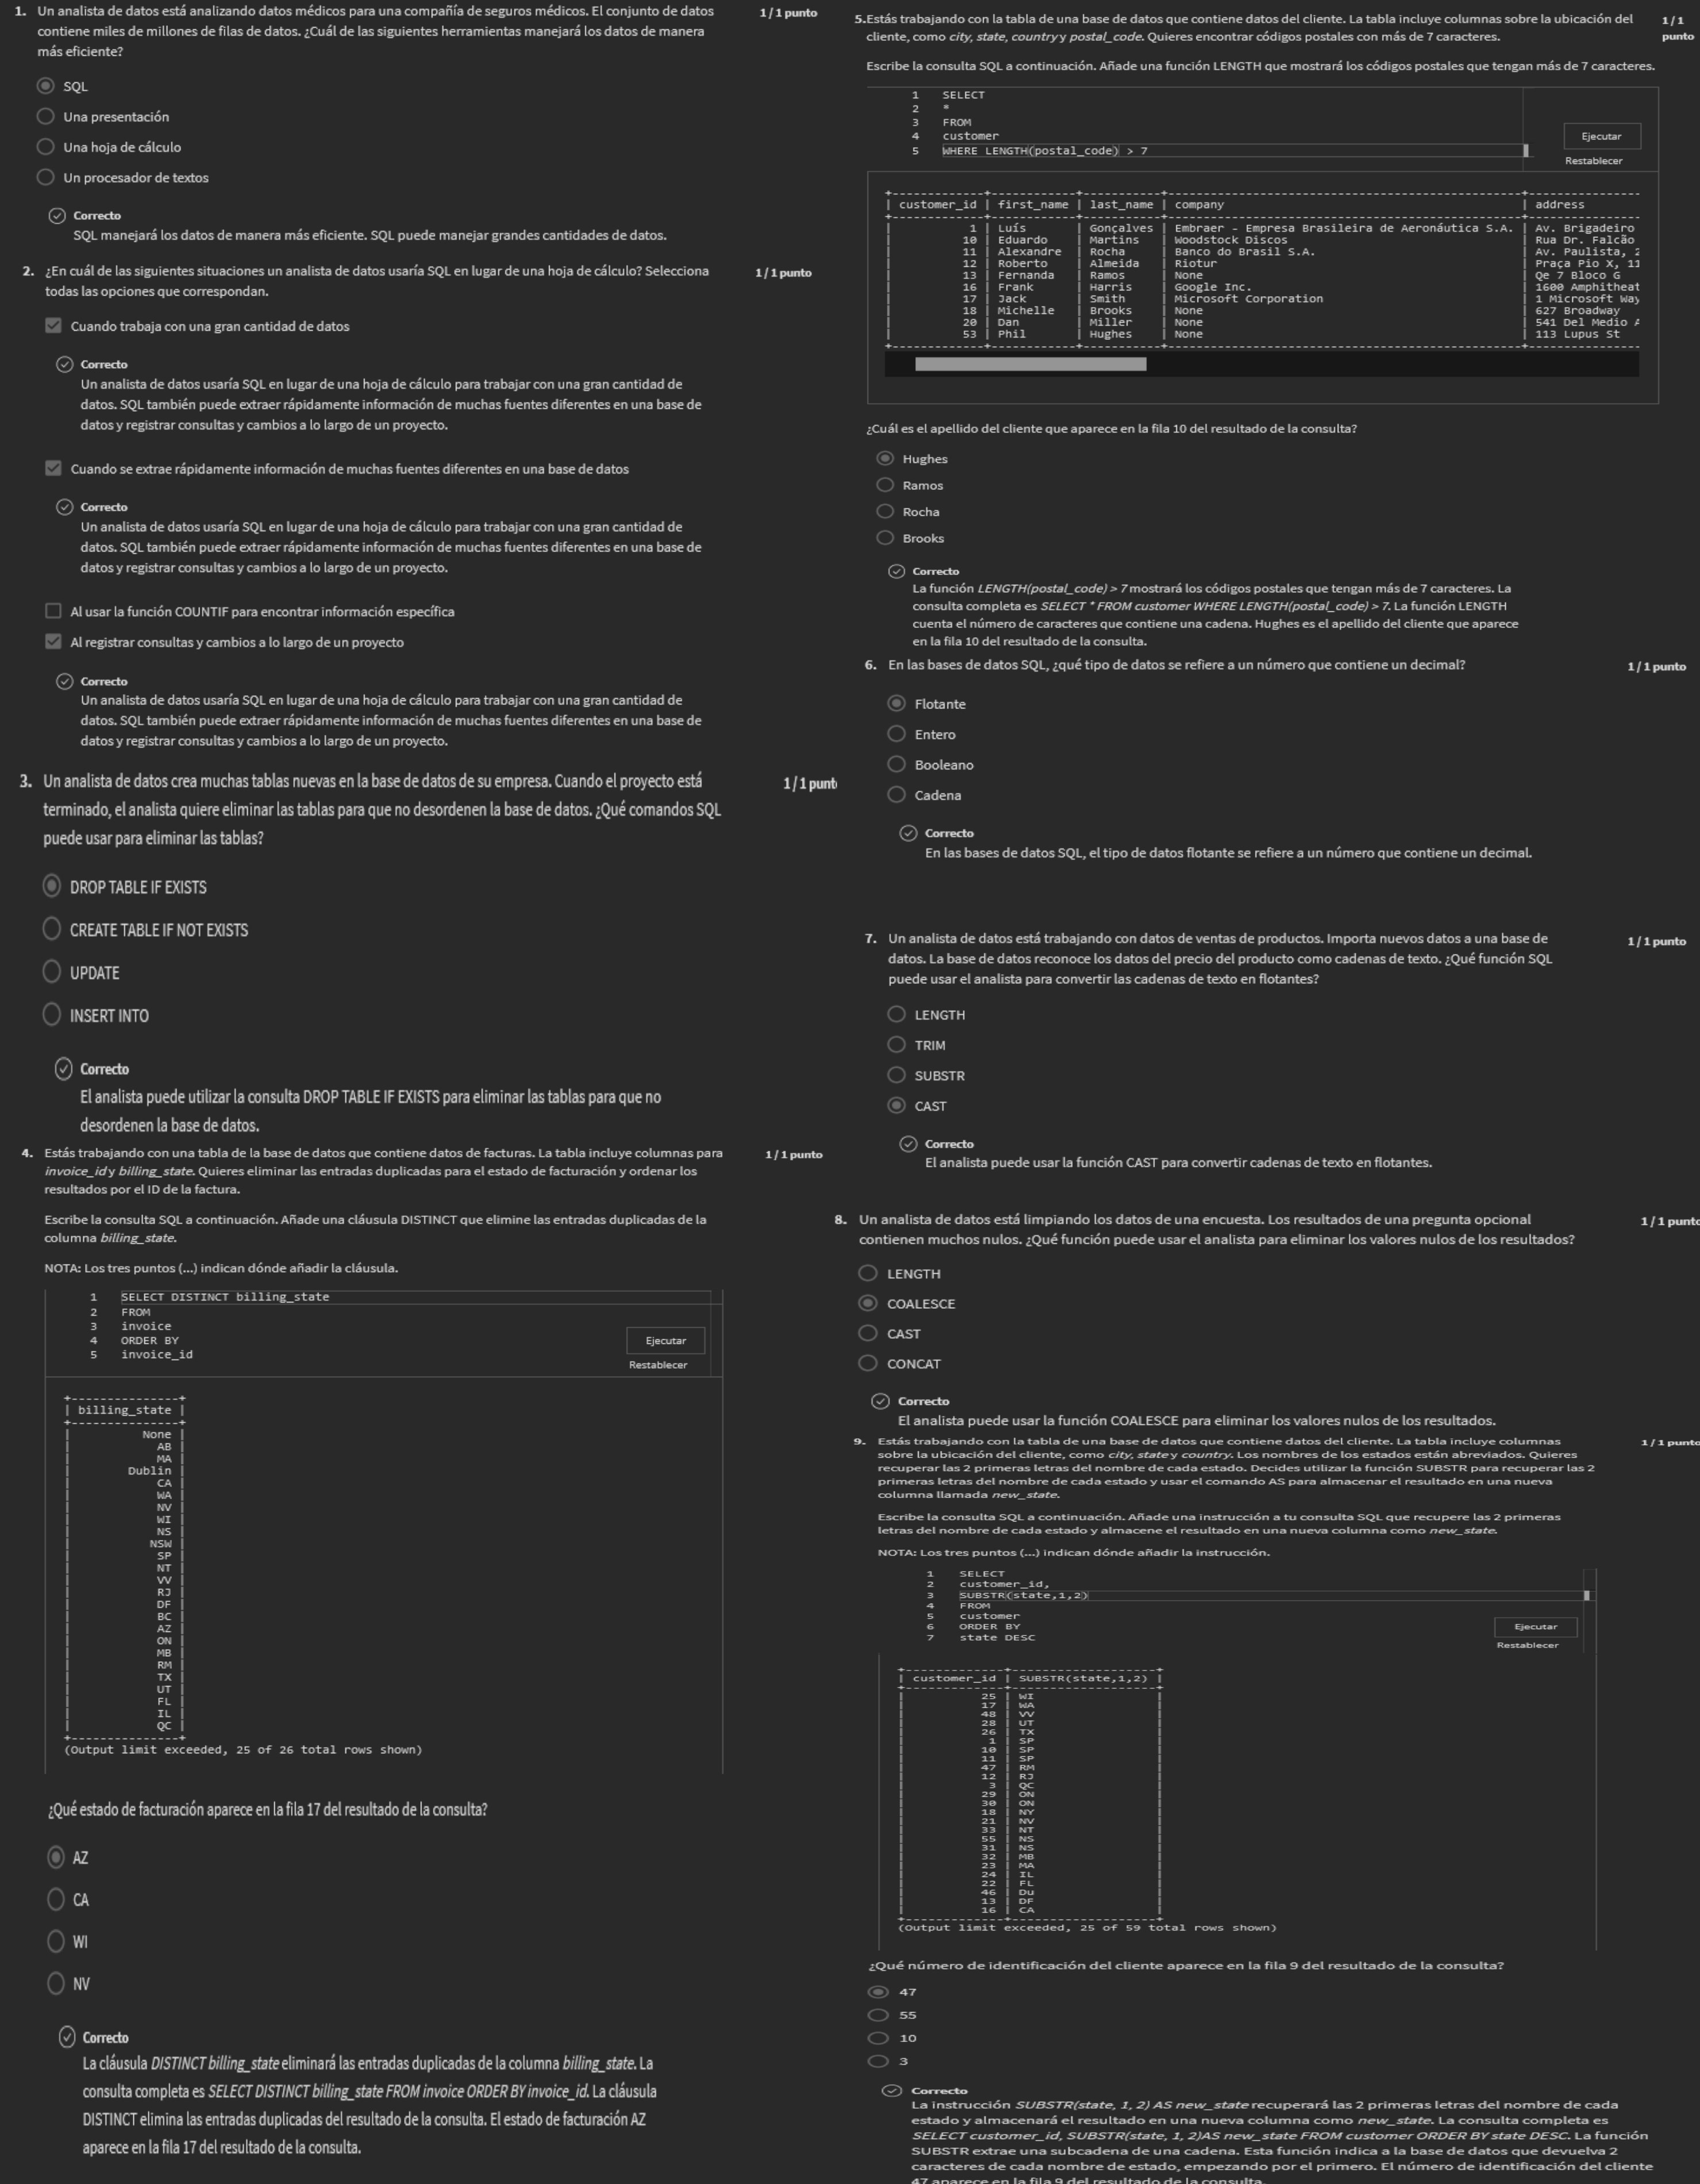 1. Un analista de datos está analizando datos médicos para una compañía de seguros médicos. El conjunto de datos
1 / 1 punto
contiene miles de millones de filas de datos. ¿Cuál de las siguientes herramientas manejará los datos de manera
más eficiente?
SQL
Una presentación
Una hoja de cálculo
Un procesador de textos
Correcto
SQL manejará los datos de manera más eficiente. SQL puede manejar grandes cantidades de datos.
2. ¿En cuál de las siguientes situaciones un analista de datos usaría SQL en lugar de una hoja de cálculo? Selecciona
1 / 1 punto
todas las opciones que correspondan.
Cuando trabaja con una gran cantidad de datos
Correcto
Un analista de datos usaría SQL en lugar de una hoja de cálculo para trabajar con una gran cantidad de
datos. SQL también puede extraer rápidamente información de muchas fuentes diferentes en una base de
datos y registrar consultas y cambios a lo largo de un proyecto.
Cuando se extrae rápidamente información de muchas fuentes diferentes en una base de datos
Correcto
Un analista de datos usaría SQL en lugar de una hoja de cálculo para trabajar con una gran cantidad de
datos. SQL también puede extraer rápidamente información de muchas fuentes diferentes en una base de
datos y registrar consultas y cambios a lo largo de un proyecto.
Al usar la función COUNTIF para encontrar información específica
Al registrar consultas y cambios a lo largo de un proyecto
Correcto
Un analista de datos usaría SQL en lugar de una hoja de cálculo para trabajar con una gran cantidad de
datos. SQL también puede extraer rápidamente información de muchas fuentes diferentes en una base de
datos y registrar consultas y cambios a lo largo de un proyecto.
3. Un analista de datos crea muchas tablas nuevas en la base de datos de su empresa. Cuando el proyecto está
1 / 1 punt
terminado, el analista quiere eliminar las tablas para que no desordenen la base de datos. ¿Qué comandos SQL
puede usar para eliminar las tablas?
DROP TABLE IF EXISTS
CREATE TABLE IF NOT EXISTS
UPDATE
INSERT INTO
Correcto
El analista puede utilizar la consulta DROP TABLE IF EXISTS para eliminar las tablas para que no
desordenen la base de datos.
4. Estás trabajando con una tabla de la base de datos que contiene datos de facturas. La tabla incluye columnas para
1 / 1 punto
invoice_id y billing_state. Quieres eliminar las entradas duplicadas para el estado de facturación y ordenar los
resultados por el ID de la factura.
Escribe la consulta SQL a continuación. Añade una cláusula DISTINCT que elimine las entradas duplicadas de la
columna billing_state.
NOTA: Los tres puntos (...) indican dónde añadir la cláusula.
1 SELECT DISTINCT billing_state
2 FROM
3 invoice
4 ORDER BY
5 invoice_id
Ejecutar
Restablecer
| billing_state |
None
AB
MA
Dublin
CA
WA
NV
WI
NS
NSW
SP
NT
VV
RJ
DF
BC
AZ
ON
MB
RM
TX
UT
FL
IL
QC
(Output limit exceeded, 25 of 26 total rows shown)
¿Qué estado de facturación aparece en la fila 17 del resultado de la consulta?
AZ
CA
WI
NV
Correcto
La cláusula DISTINCT billing_state eliminará las entradas duplicadas de la columna billing_state. La
consulta completa es SELECT DISTINCT billing_state FROM invoice ORDER BY invoice_id. La cláusula
DISTINCT elimina las entradas duplicadas del resultado de la consulta. El estado de facturación AZ
aparece en la fila 17 del resultado de la consulta.
5. Estás trabajando con la tabla de una base de datos que contiene datos del cliente. La tabla incluye columnas sobre la ubicación del
1 / 1
punto
cliente, como city, state, country y postal_code. Quieres encontrar códigos postales con más de 7 caracteres.
Escribe la consulta SQL a continuación. Añade una función LENGTH que mostrará los códigos postales que tengan más de 7 caracteres.
1 SELECT
2 *
3 FROM
4 customer
5 WHERE LENGTH(postal_code) > 7
Ejecutar
Restablecer
| customer_id | first_name | last_name | company | address
| 1 | Luís | Gonçalves | Embraer - Empresa Brasileira de Aeronáutica S.A. | Av. Brigadeiro
| 10 | Eduardo | Martins | Woodstock Discos | Rua Dr. Falcão
| 11 | Alexandre | Rocha | Banco do Brasil S.A. | Av. Paulista, 2
| 12 | Roberto | Almeida | Riotur | Praça Pio X, 11
| 13 | Fernanda | Ramos | None | Qe 7 Bloco G
| 16 | Frank | Harris | Google Inc. | 1600 Amphitheat
| 17 | Jack | Smith | Microsoft Corporation | 1 Microsoft Way
| 18 | Michelle | Brooks | None | 627 Broadway
| 20 | Dan | Miller | None | 541 Del Medio A
| 53 | Phil | Hughes | None | 113 Lupus St
¿Cuál es el apellido del cliente que aparece en la fila 10 del resultado de la consulta?
Hughes
Ramos
Rocha
Brooks
Correcto
La función LENGTH(postal_code) > 7 mostrará los códigos postales que tengan más de 7 caracteres. La
consulta completa es SELECT * FROM customer WHERE LENGTH(postal_code) > 7. La función LENGTH
cuenta el número de caracteres que contiene una cadena. Hughes es el apellido del cliente que aparece
en la fila 10 del resultado de la consulta.
6. En las bases de datos SQL, ¿qué tipo de datos se refiere a un número que contiene un decimal?
1 / 1 punto
Flotante
Entero
Booleano
Cadena
Correcto
En las bases de datos SQL, el tipo de datos flotante se refiere a un número que contiene un decimal.
7. Un analista de datos está trabajando con datos de ventas de productos. Importa nuevos datos a una base de
1 / 1 punto
datos. La base de datos reconoce los datos del precio del producto como cadenas de texto. ¿Qué función SQL
puede usar el analista para convertir las cadenas de texto en flotantes?
LENGTH
TRIM
SUBSTR
CAST
Correcto
El analista puede usar la función CAST para convertir cadenas de texto en flotantes.
8. Un analista de datos está limpiando los datos de una encuesta. Los resultados de una pregunta opcional
1 / 1 punto
contienen muchos nulos. ¿Qué función puede usar el analista para eliminar los valores nulos de los resultados?
LENGTH
COALESCE
CAST
CONCAT
Correcto
El analista puede usar la función COALESCE para eliminar los valores nulos de los resultados.
9. Estás trabajando con la tabla de una base de datos que contiene datos del cliente. La tabla incluye columnas
1 / 1 punto
sobre la ubicación del cliente, como city, state y country. Los nombres de los estados están abreviados. Quieres
recuperar las 2 primeras letras del nombre de cada estado. Decides utilizar la función SUBSTR para recuperar las 2
primeras letras del nombre de cada estado y usar el comando AS para almacenar el resultado en una nueva
columna llamada new_state.
Escribe la consulta SQL a continuación. Añade una instrucción a tu consulta SQL que recupere las 2 primeras
letras del nombre de cada estado y almacene el resultado en una nueva columna como new_state.
NOTA: Los tres puntos (...) indican dónde añadir la instrucción.
1 SELECT
2 customer_id,
3 SUBSTR(state,1,2)
4 FROM
5 customer
6 ORDER BY
7 state DESC
Ejecutar
Restablecer
| customer_id | SUBSTR(state,1,2) |
| 25 | WI |
| 17 | WA |
| 48 | VV |
| 28 | UT |
| 26 | TX |
| 1 | SP |
| 10 | SP |
| 11 | SP |
| 47 | RM |
| 12 | RJ |
| 3 | QC |
| 29 | ON |
| 30 | ON |
| 18 | NY |
| 21 | NV |
| 33 | NT |
| 55 | NS |
| 31 | NS |
| 32 | MB |
| 23 | MA |
| 24 | IL |
| 22 | FL |
| 46 | Du |
| 13 | DF |
| 16 | CA |
(Output limit exceeded, 25 of 59 total rows shown)
¿Qué número de identificación del cliente aparece en la fila 9 del resultado de la consulta?
47
55
10
3
Correcto
La instrucción SUBSTR(state, 1, 2) AS new_state recuperará las 2 primeras letras del nombre de cada
estado y almacenará el resultado en una nueva columna como new_state. La consulta completa es
SELECT customer_id, SUBSTR(state, 1, 2)AS new_state FROM customer ORDER BY state DESC. La función
SUBSTR extrae una subcadena de una cadena. Esta función indica a la base de datos que devuelva 2
caracteres de cada nombre de estado, empezando por el primero. El número de identificación del cliente
47 aparece en la fila 9 del resultado de la consulta.